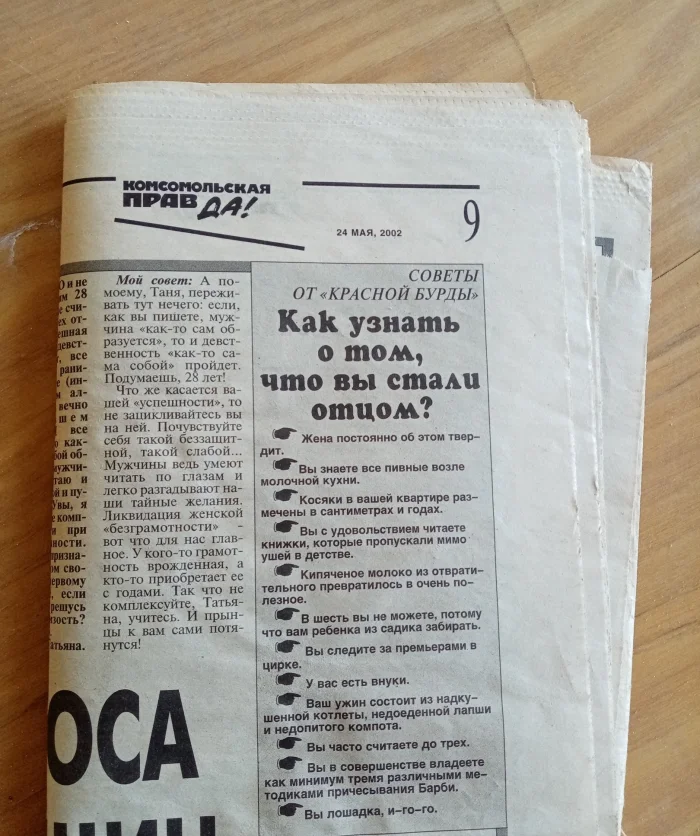 КОМСОМОЛЬСКАЯ
ПРАВДА!
24 МАЯ, 2002
9
Мой совет: А по-
моему, Таня, пережи-
вать тут нечего: если,
как вы пишете, муж-
чина «как-то сам об-
разуется», то и девст-
венность «как-то са-
ма собой» пройдет.
Подумаешь, 28 лет!
Что же касается ва-
шей «успешности», то
не зацикливайтесь вы
на ней. Почувствуйте
себя такой беззащит-
ной, такой слабой...
Мужчины ведь умеют
читать по глазам и
легко разгадывают на-
ши тайные желания.
Ликвидация женской
«безграмотности» -
вот что для нас глав-
ное. У кого-то грамот-
ность врожденная, а
кто-то приобретает ее
с годами. Так что не
комплексуйте, Татья-
на, учитесь. И прын-
цы к вам сами потя-
нутся!
ОСА
СОВЕТЫ
ОТ «КРАСНОЙ БУРДЫ»
Как узнать
о том,
что вы стали
отцом?
Жена постоянно об этом твер-
дит.
Вы знаете все пивные возле
молочной кухни.
Косяки в вашей квартире раз-
мечены в сантиметрах и годах.
Вы с удовольствием читаете
книжки, которые пропускали мимо
ушей в детстве.
Кипяченое молоко из отврати-
тельного превратилось в очень по-
лезное.
В шесть вы не можете, потому
что вам ребенка из садика забирать.
Вы следите за премьерами в
цирке.
У вас есть внуки.
Ваш ужин состоит из надку-
шенной котлеты, недоеденной лапши
и недопитого компота.
Вы часто считаете до трех.
Вы в совершенстве владеете
как минимум тремя различными ме-
тодиками причесывания Барби.
Вы лошадка, и-го-го.